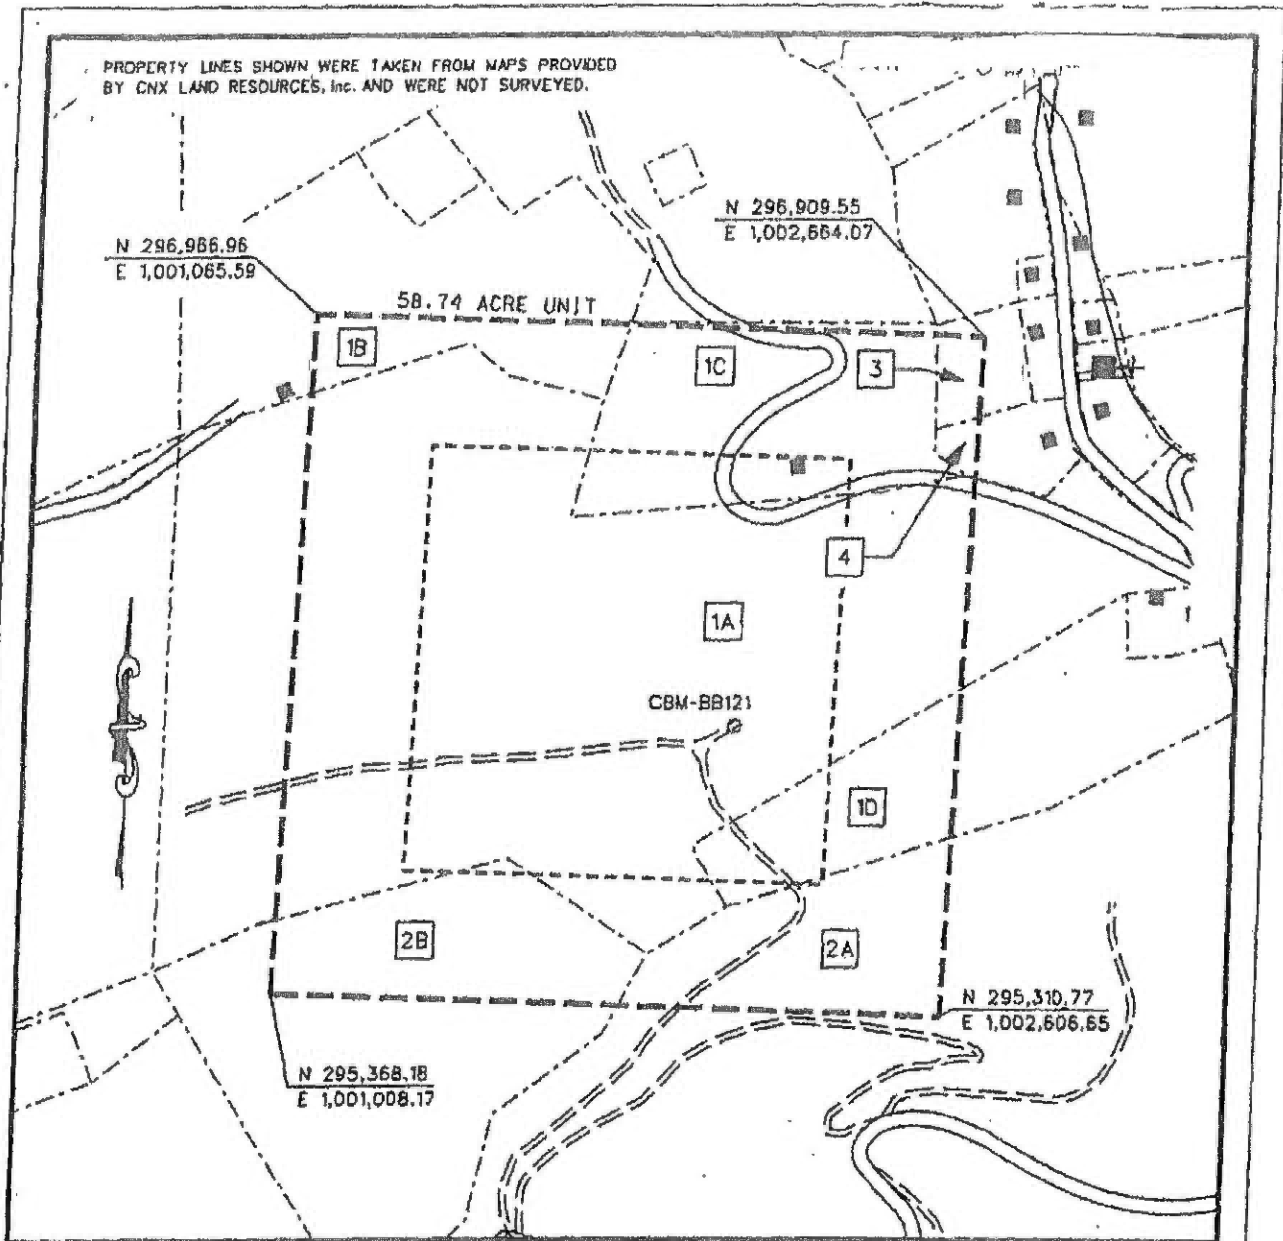 PROPERTY LINES SHOWN WERE TAKEN FROM MAPS PROVIDED
BY CNX LAND RESOURCES, Inc. AND WERE NOT SURVEYED.
N 296,909.55
E 1,002,664.07
N 296,966.96
E 1,001,065.59
58.74 ACRE UNIT
1B
1C
3
4
1A
CBM-BB121
1D
2B
2A
N 295,310.77
E 1,002,606.65
N 295,368.18
E 1,001,008.17